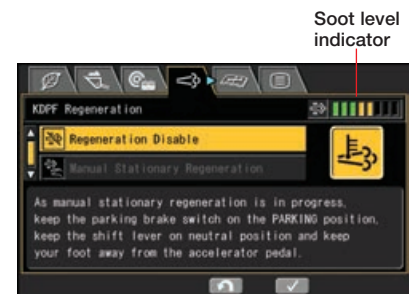 Soot level
indicator
KDPF Regeneration
Regeneration Disable
Manual Stationary Regeneration
As manual stationary regeneration is in progress,
keep the parking brake switch on the PARKING position,
keep the shift lever on neutral position and keep
your foot away from the accelerator pedal.